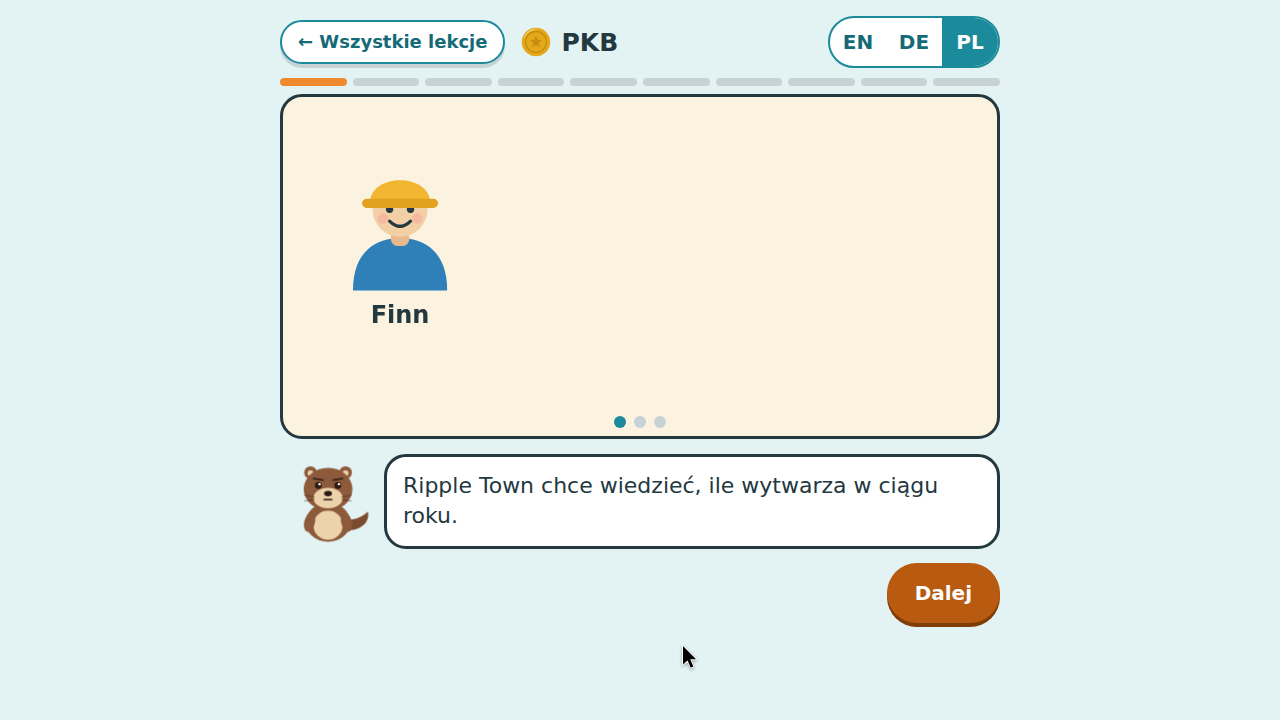 ← Wszystkie lekcje
PKB
EN DE PL
Finn
Ripple Town chce wiedzieć, ile wytwarza w ciągu
roku.
Dalej